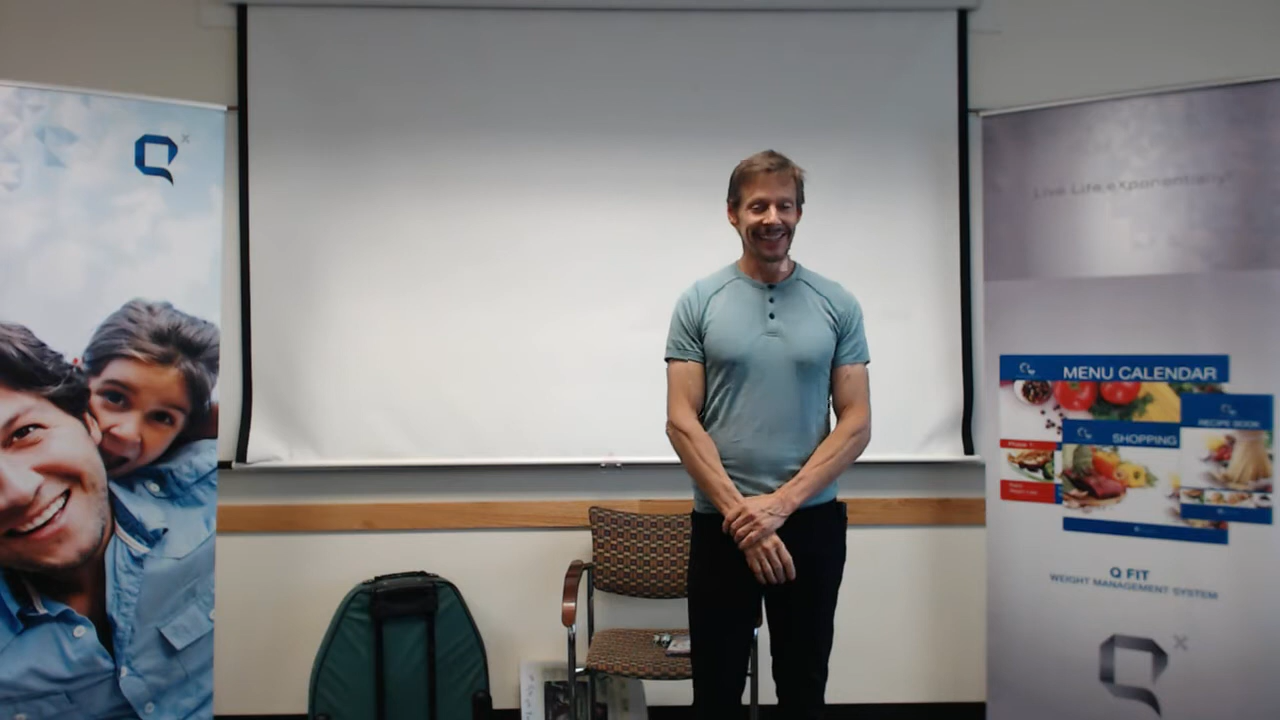 Q X
Live Life exponentially!
MENU CALENDAR
RECIPE BOOK
SHOPPING
Q FIT
WEIGHT MANAGEMENT SYSTEM
Q X